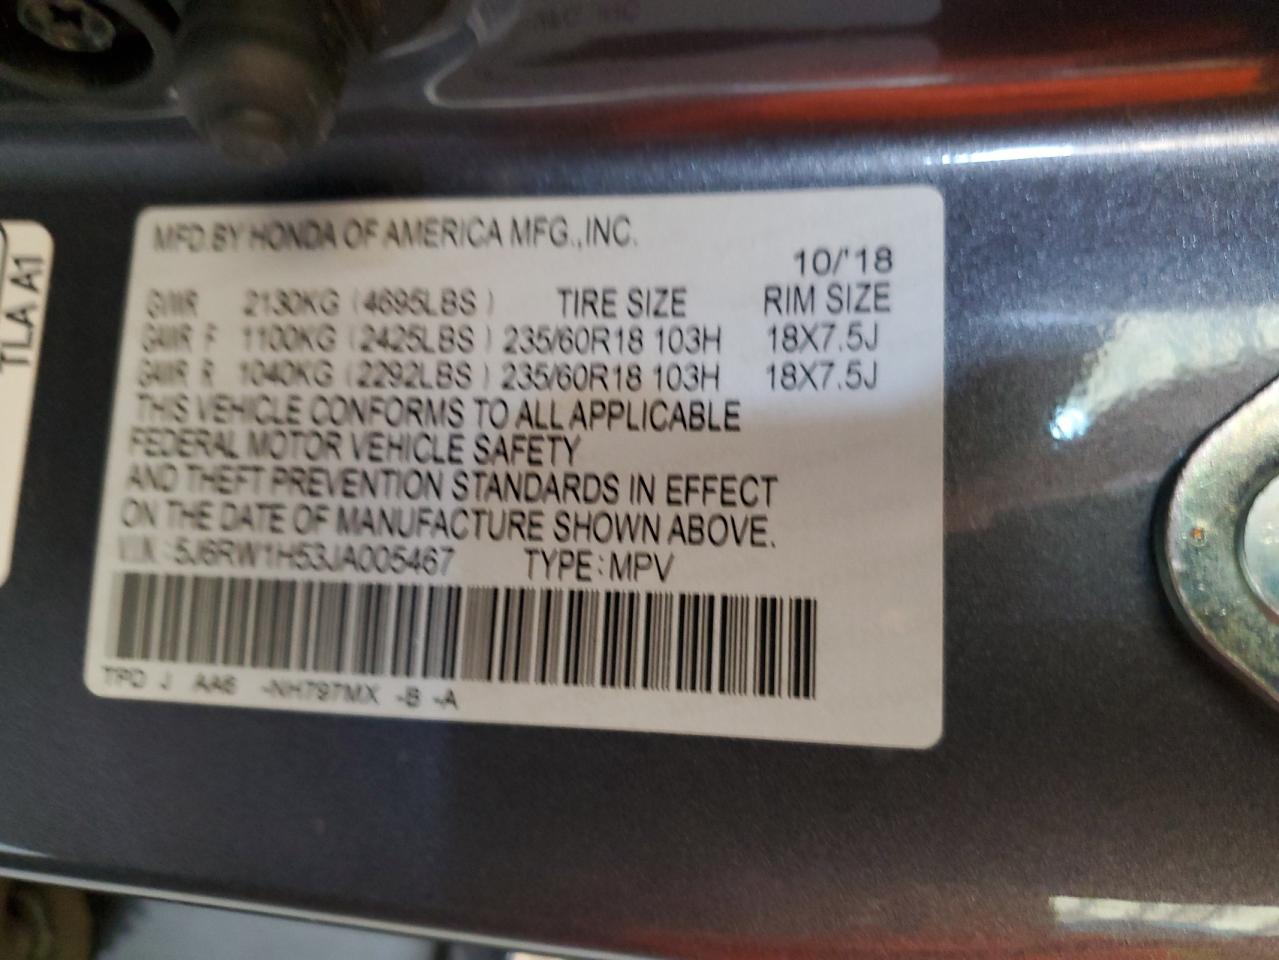 MFD.BY HONDA OF AMERICA MFG.,INC.
10/'18
GVWR 2130KG (4695LBS) TIRE SIZE RIM SIZE
GAWR F 1100KG (2425LBS) 235/60R18 103H 18X7.5J
GAWR R 1040KG (2292LBS) 235/60R18 103H 18X7.5J
THIS VEHICLE CONFORMS TO ALL APPLICABLE
FEDERAL MOTOR VEHICLE SAFETY
AND THEFT PREVENTION STANDARDS IN EFFECT
ON THE DATE OF MANUFACTURE SHOWN ABOVE.
VIN: 5J6RW1H53JA005467 TYPE:MPV
TPD J AA6 -NH797MX -B -A
TLA A1